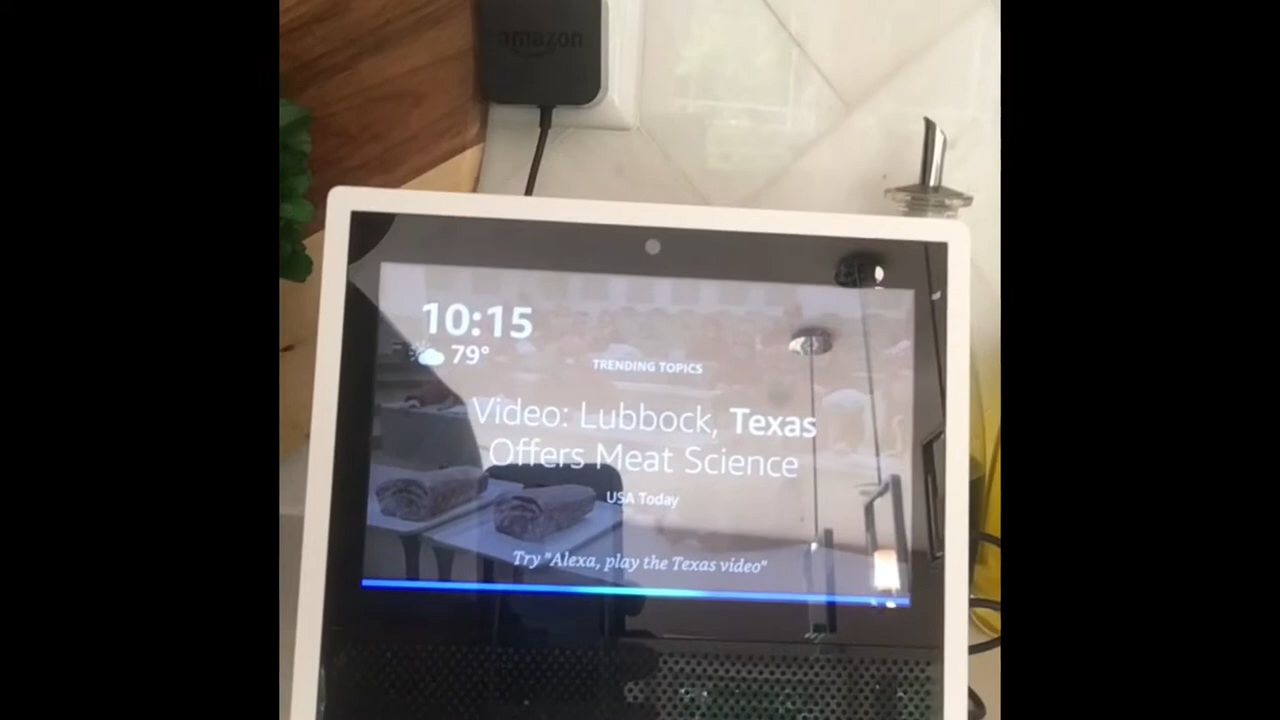 amazon
10:15
79°
TRENDING TOPICS
Video: Lubbock, Texas
Offers Meat Science
USA Today
Try "Alexa, play the Texas video"